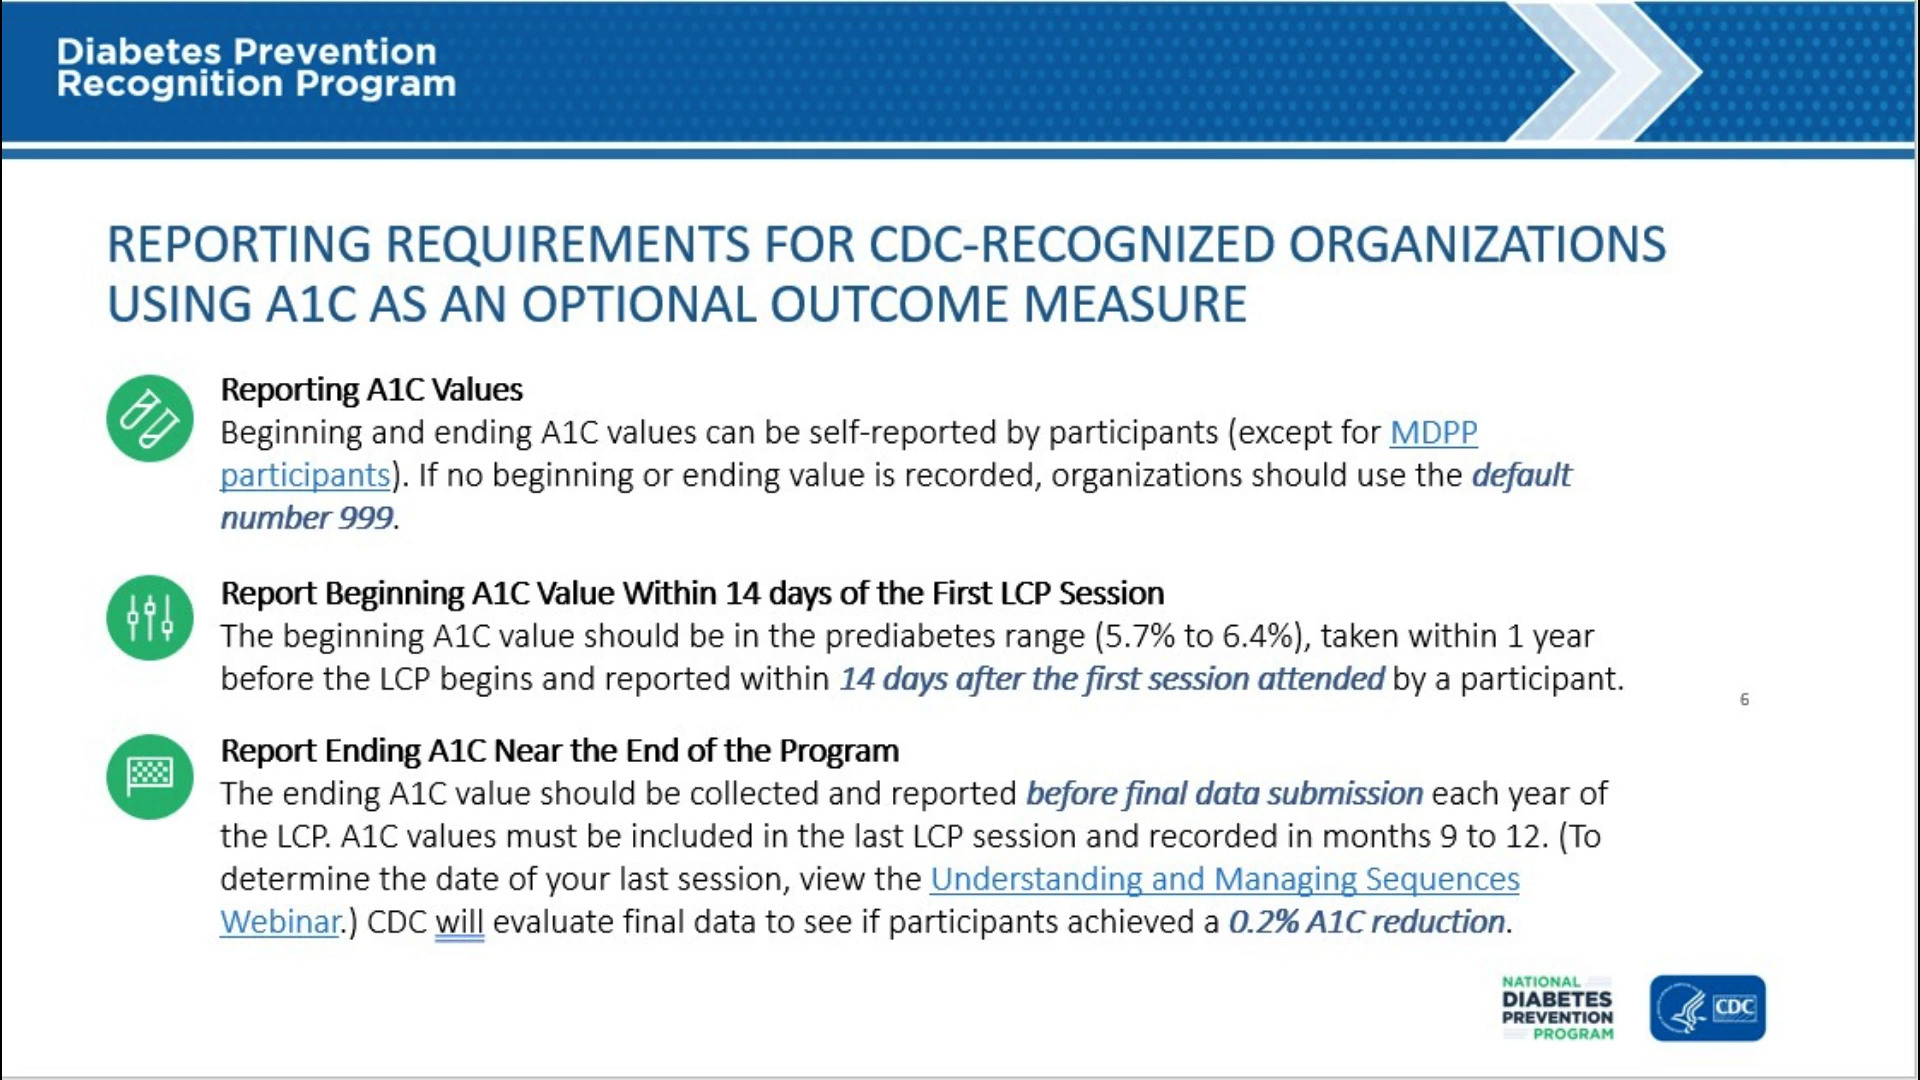 Diabetes Prevention
Recognition Program
REPORTING REQUIREMENTS FOR CDC-RECOGNIZED ORGANIZATIONS
USING A1C AS AN OPTIONAL OUTCOME MEASURE
Reporting A1C Values
Beginning and ending A1C values can be self-reported by participants (except for MDPP
participants). If no beginning or ending value is recorded, organizations should use the default
number 999.
Report Beginning A1C Value Within 14 days of the First LCP Session
The beginning A1C value should be in the prediabetes range (5.7% to 6.4%), taken within 1 year
before the LCP begins and reported within 14 days after the first session attended by a participant.
6
Report Ending A1C Near the End of the Program
The ending A1C value should be collected and reported before final data submission each year of
the LCP. A1C values must be included in the last LCP session and recorded in months 9 to 12. (To
determine the date of your last session, view the Understanding and Managing Sequences
Webinar.) CDC will evaluate final data to see if participants achieved a 0.2% A1C reduction.
NATIONAL
DIABETES
PREVENTION
PROGRAM
CDC